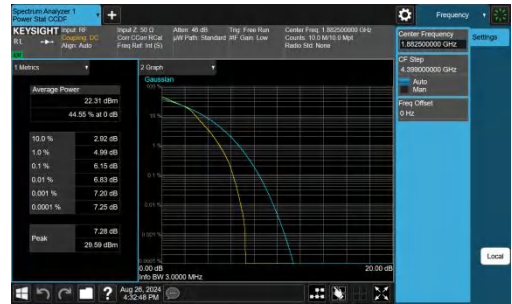 Spectrum Analyzer 1
Power Stat CCDF
+
Frequency
KEYSIGHT Input: RF
RL
Coupling: DC
Align: Auto
Input Z: 50 Ω
Corr CCorr RCal
Freq Ref: Int (S)
Atten: 46 dB
µW Path: Standard
Trig: Free Run
#IF Gain: Low
Center Freq: 1.882500000 GHz
Counts: 10.0 M/10.0 Mpt
Radio Std: None
Center Frequency
1.882500000 GHz
Settings
CF Step
4.399000000 GHz
Auto
Man
Freq Offset
0 Hz
1 Metrics
2 Graph
Average Power
22.31 dBm
44.55 % at 0 dB
10.0 % 2.92 dB
1.0 % 4.99 dB
0.1 % 6.15 dB
0.01 % 6.83 dB
0.001 % 7.20 dB
0.0001 % 7.25 dB
Peak
7.28 dB
29.59 dBm
Gaussian
100 %
10 %
1 %
0.1 %
0.01 %
0.001 %
0.0001 %
0.00 dB
20.00 dB
Info BW 3.0000 MHz
Local
?
Aug 26, 2024
4:32:48 PM